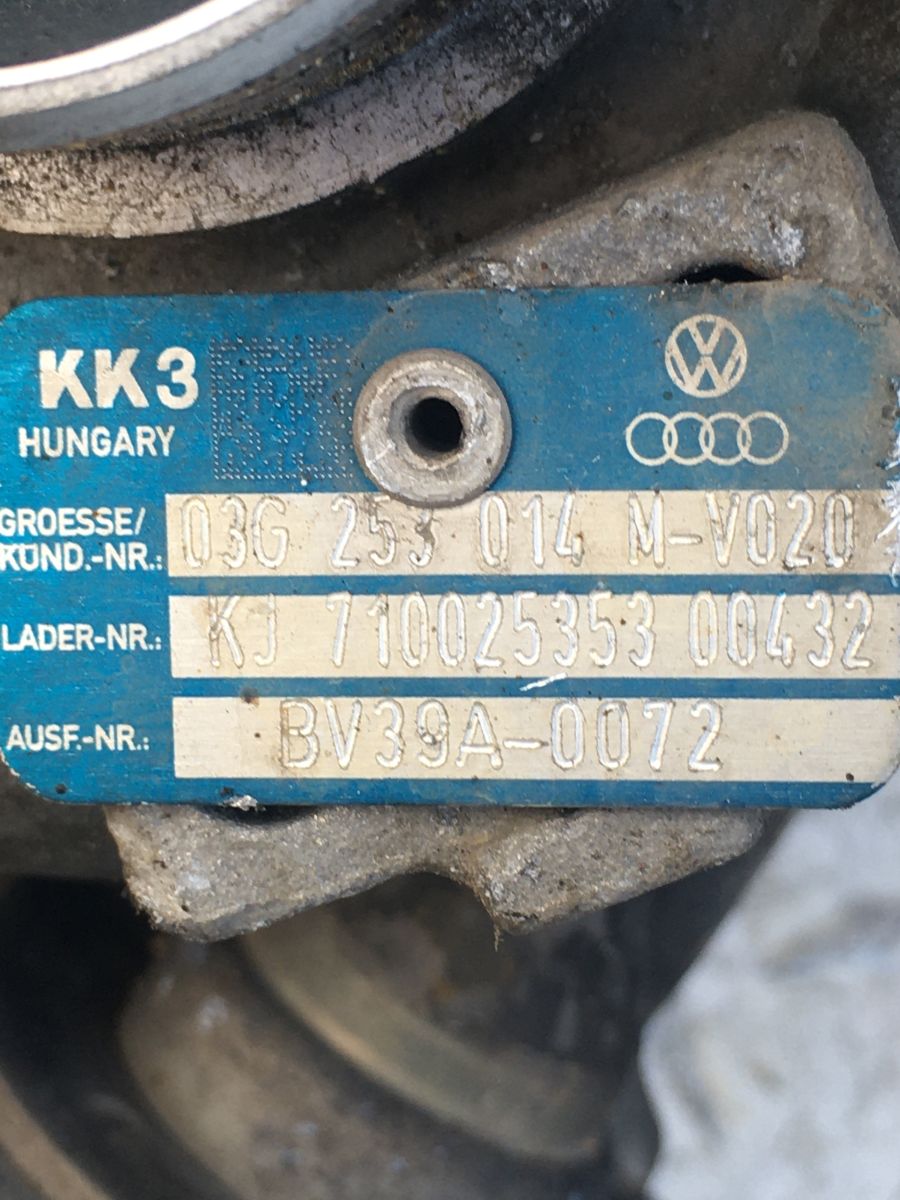 KK3
HUNGARY
GROESSE/
KUND.-NR.: 03G 253 014 M-V020
LADER-NR.: KJ 710025353 00432
AUSF.-NR.: BV39A-0072